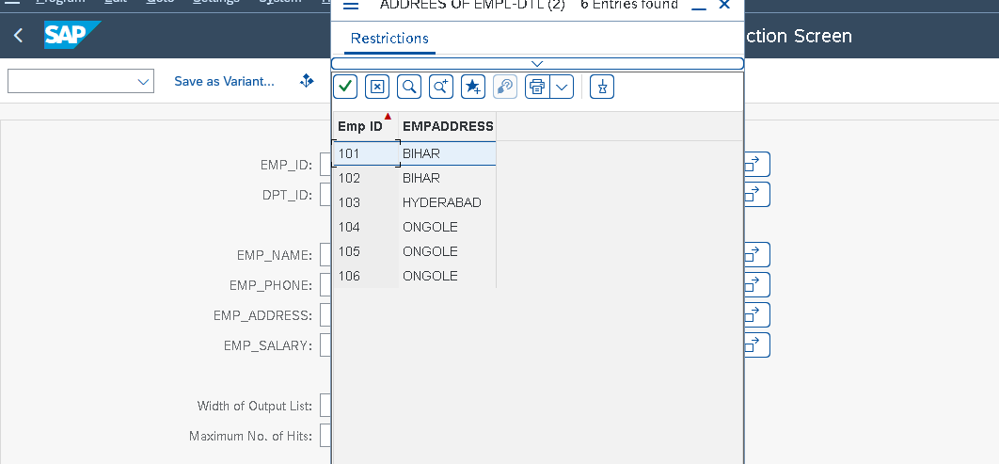 Program Edit Goto Settings System
ADDREES OF EMPL-DTL (2) 6 Entries found
SAP
ction Screen
Restrictions
Save as Variant...
Emp ID EMPADDRESS
101 BIHAR
102 BIHAR
103 HYDERABAD
104 ONGOLE
105 ONGOLE
106 ONGOLE
EMP_ID:
DPT_ID:
EMP_NAME:
EMP_PHONE:
EMP_ADDRESS:
EMP_SALARY:
Width of Output List:
Maximum No. of Hits: